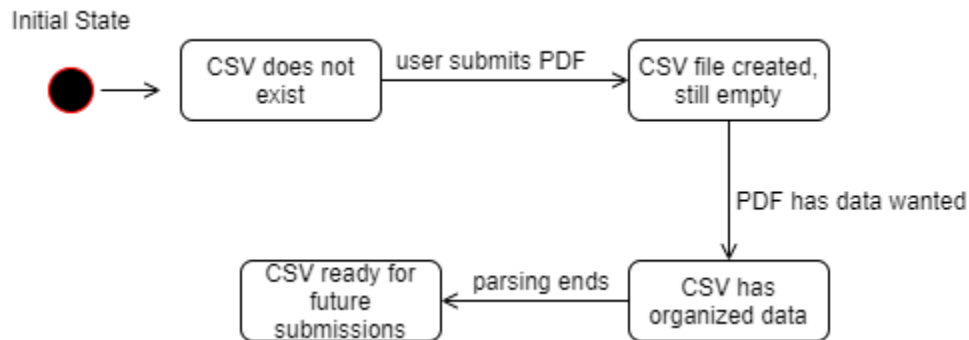 Initial State
CSV does not
exist
user submits PDF
CSV file created,
still empty
PDF has data wanted
CSV has
organized data
parsing ends
CSV ready for
future
submissions